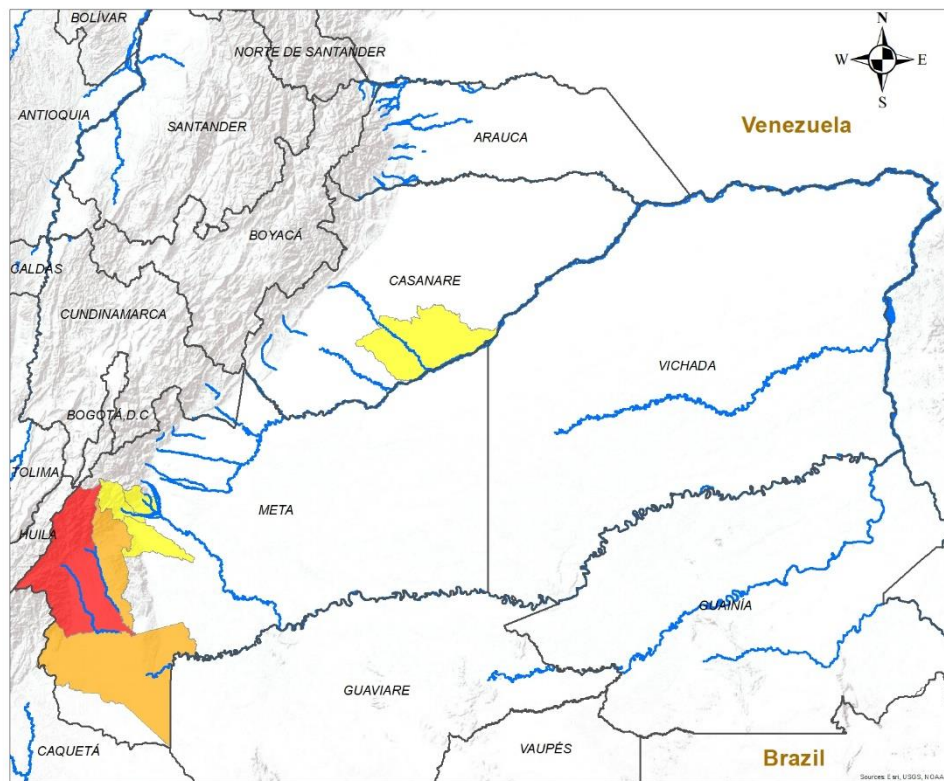 BOLÍVAR
NORTE DE SANTANDER
N
W
E
S
ANTIOQUIA
SANTANDER
ARAUCA
Venezuela
BOYACÁ
CALDAS
CASANARE
CUNDINAMARCA
VICHADA
BOGOTÁ,D.C
TOLIMA
META
HUILA
GUAINÍA
GUAVIARE
CAQUETÁ
VAUPÉS
Brazil
Sources: Esri, USGS, NOAA